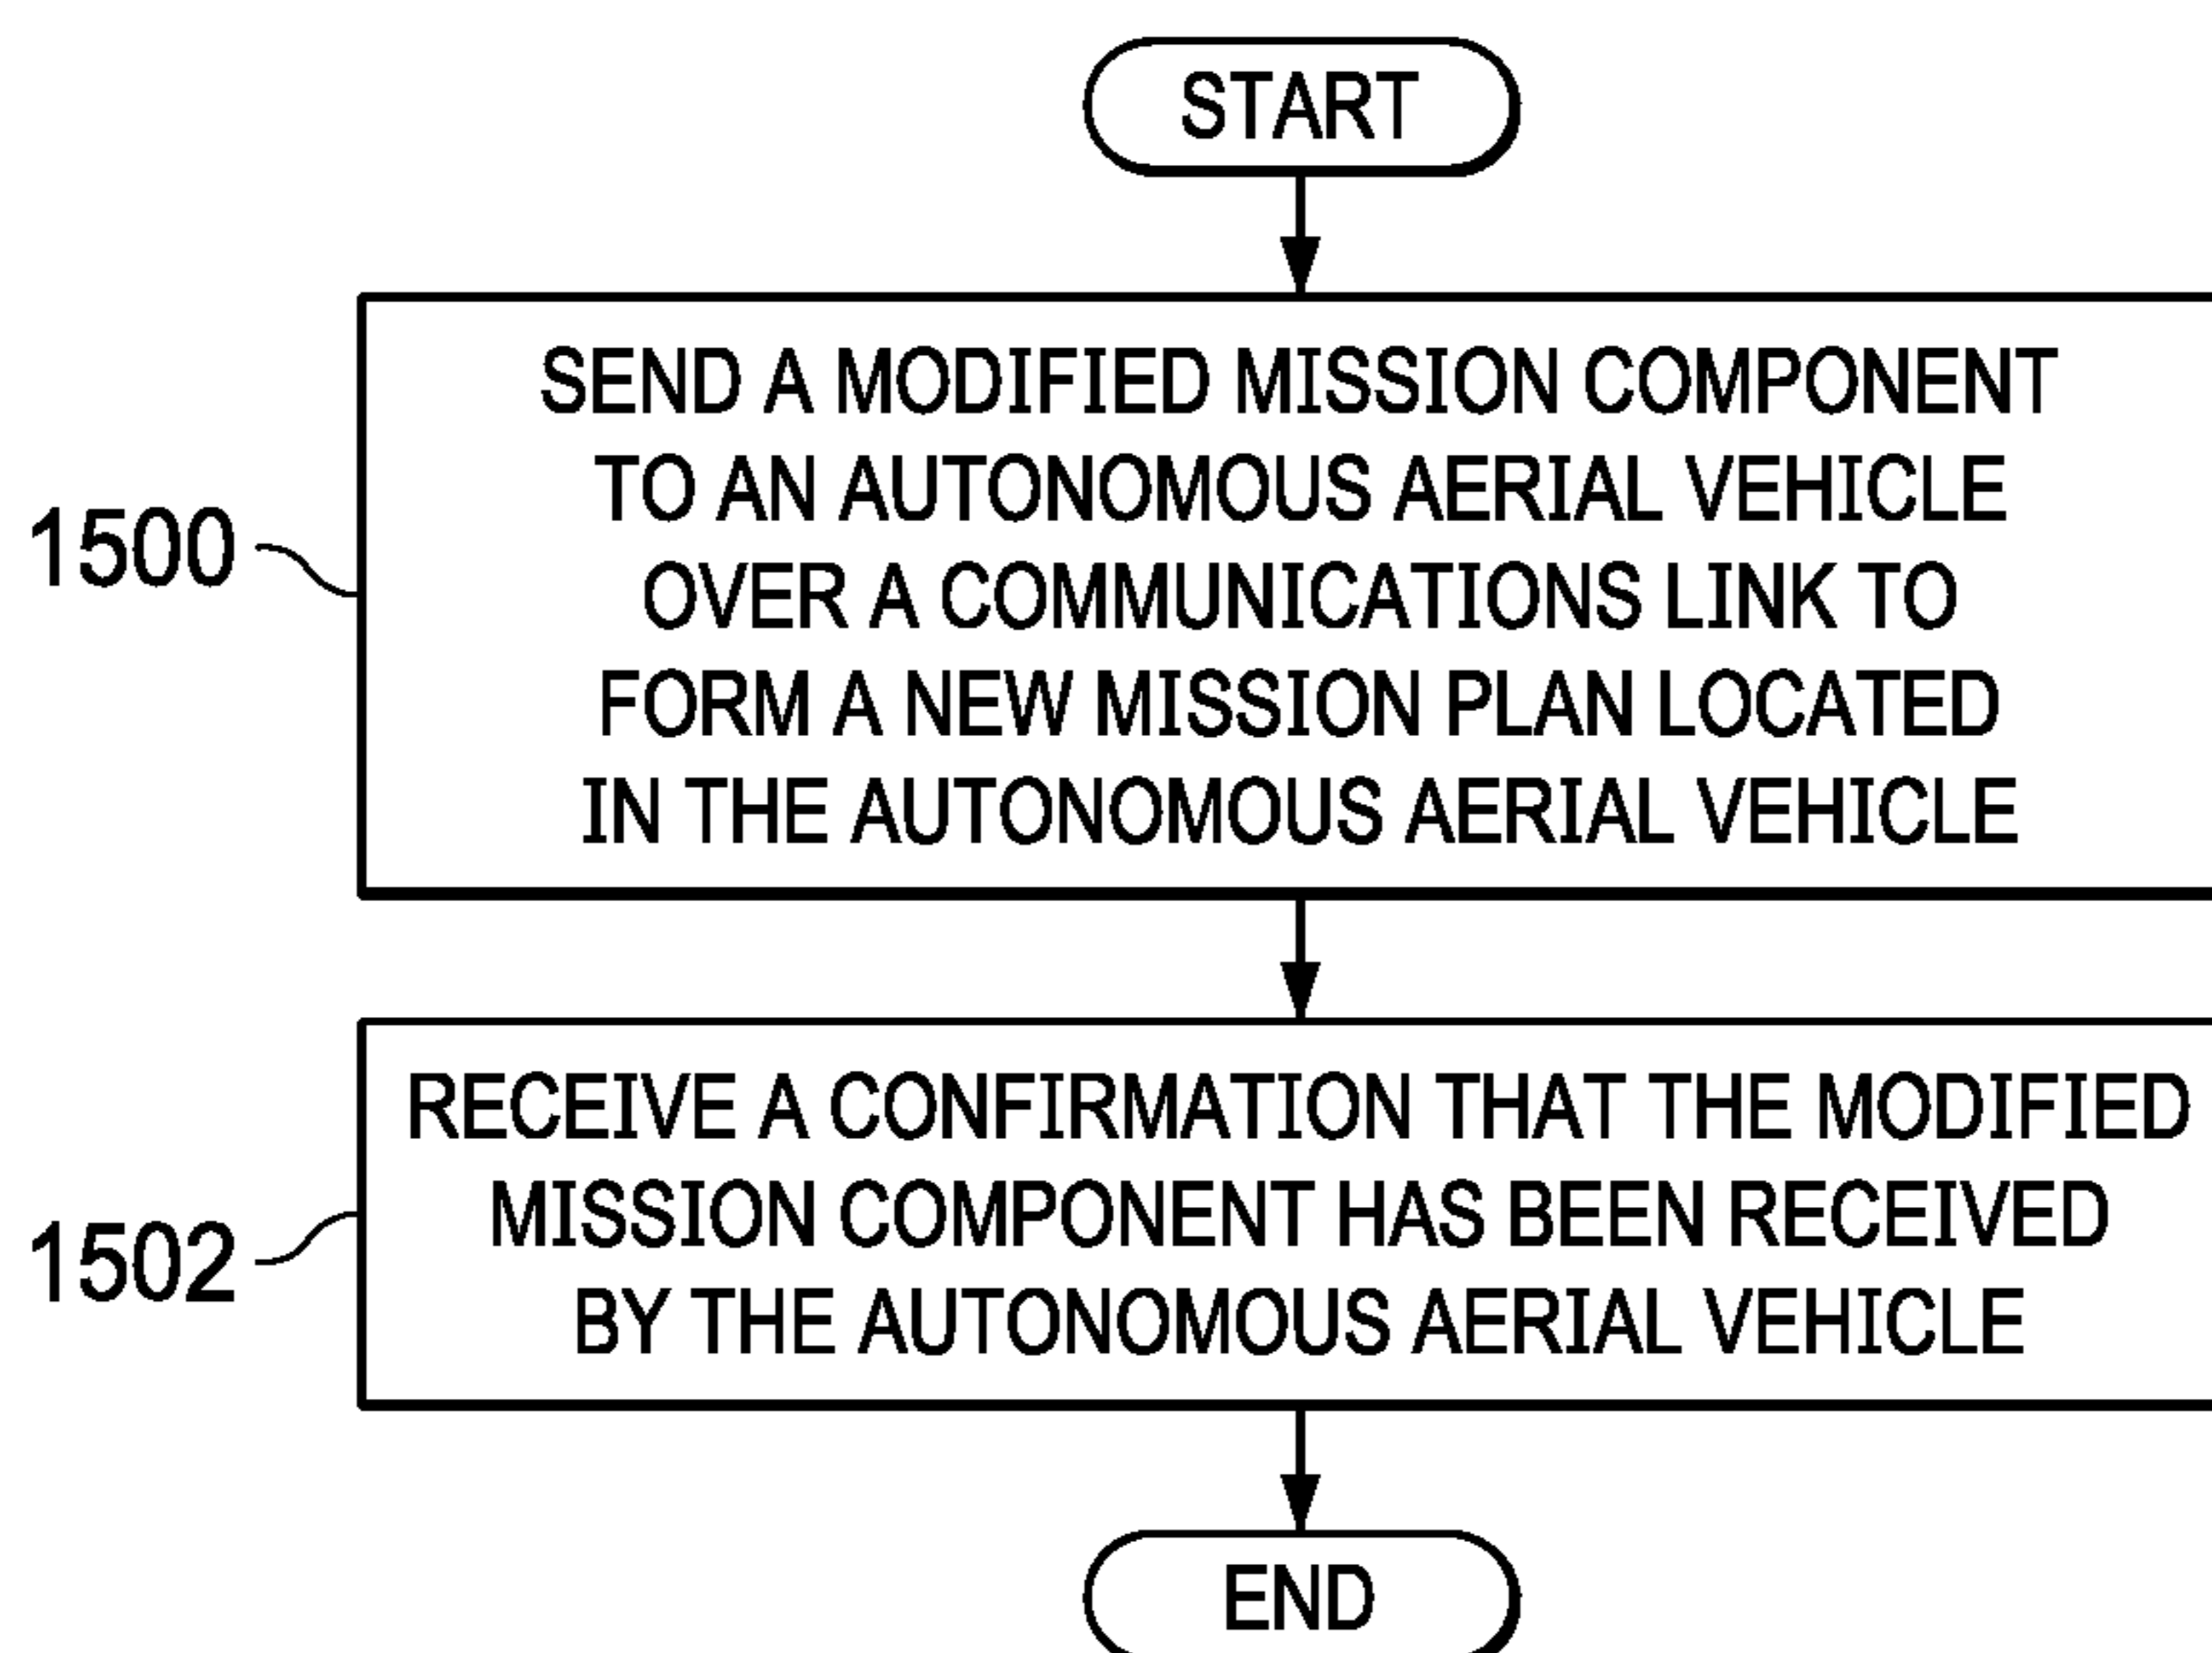 START
SEND A MODIFIED MISSION COMPONENT
TO AN AUTONOMOUS AERIAL VEHICLE
OVER A COMMUNICATIONS LINK TO
FORM A NEW MISSION PLAN LOCATED
IN THE AUTONOMOUS AERIAL VEHICLE
1500
RECEIVE A CONFIRMATION THAT THE MODIFIED
MISSION COMPONENT HAS BEEN RECEIVED
BY THE AUTONOMOUS AERIAL VEHICLE
1502
END